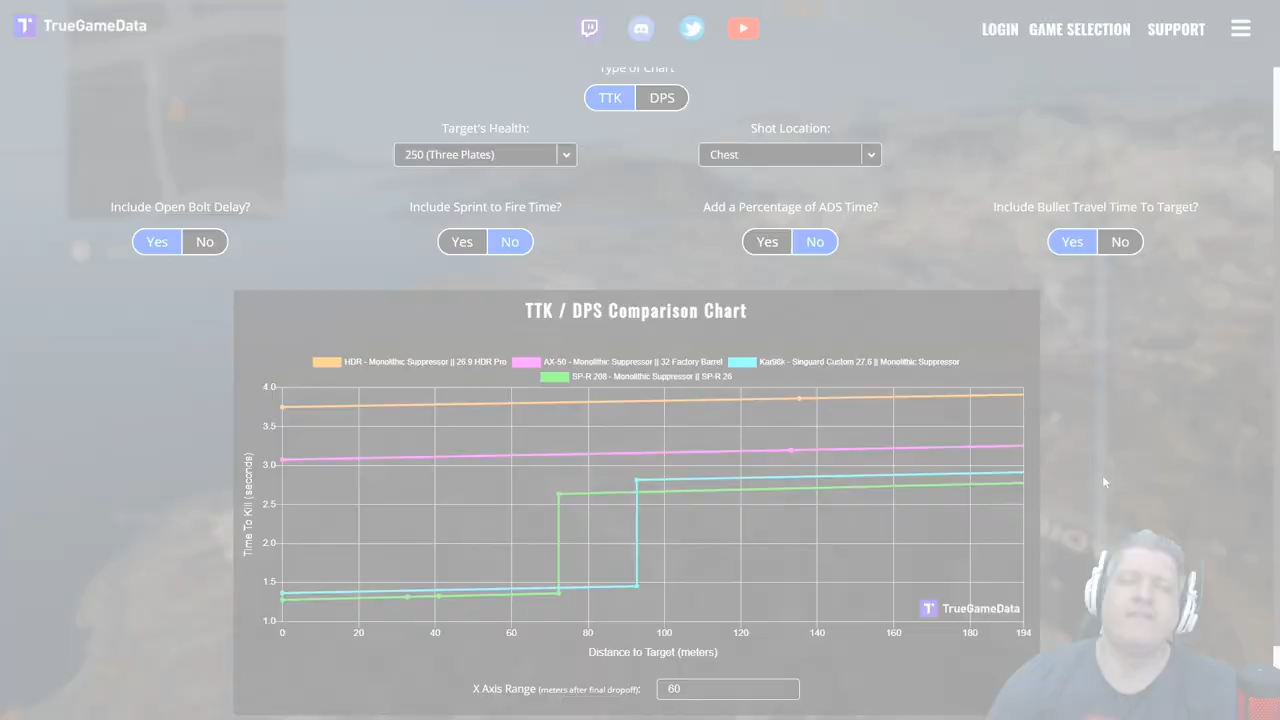 TrueGameData
LOGIN GAME SELECTION SUPPORT
Type of Chart
TTK DPS
Target's Health: Shot Location:
250 (Three Plates) Chest
Include Open Bolt Delay? Include Sprint to Fire Time? Add a Percentage of ADS Time? Include Bullet Travel Time To Target?
Yes No Yes No Yes No Yes No
TTK / DPS Comparison Chart
HDR - Monolithic Suppressor || 26.9 HDR Pro AX-50 - Monolithic Suppressor || 32 Factory Barrel Kar98k - Singuard Custom 27.6 || Monolithic Suppressor
SP-R 208 - Monolithic Suppressor || SP-R 26
4.0
3.5
3.0
2.5
2.0
1.5
1.0
Time To Kill (seconds)
TrueGameData
0 20 40 60 80 100 120 140 160 180 194
Distance to Target (meters)
X Axis Range (meters after final dropoff): 60